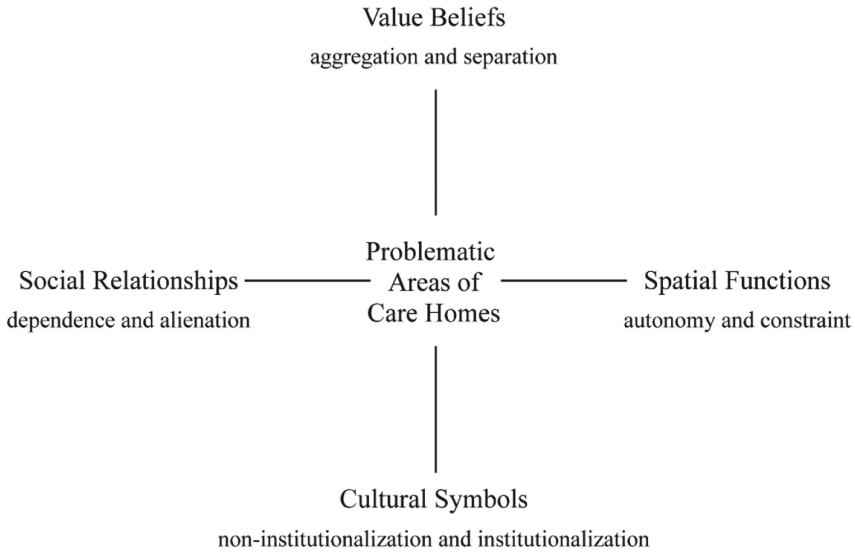 Value Beliefs
aggregation and separation
Problematic
Areas of
Care Homes
Social Relationships
dependence and alienation
Spatial Functions
autonomy and constraint
Cultural Symbols
non-institutionalization and institutionalization